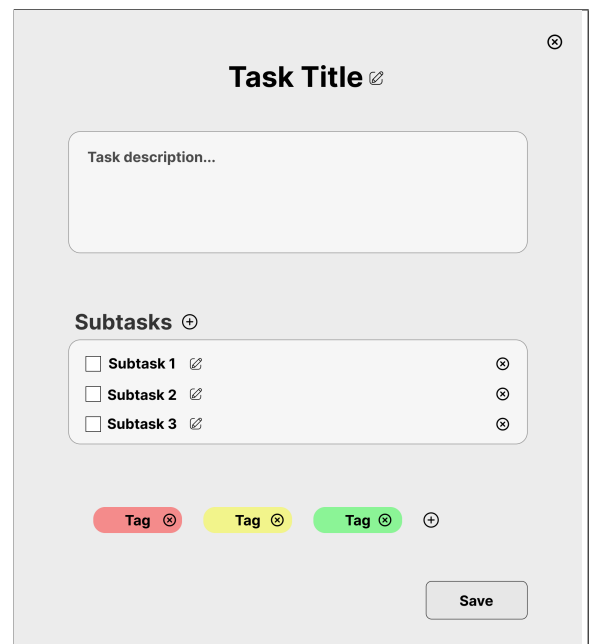 Task Title
Task description...
Subtasks
Subtask 1
Subtask 2
Subtask 3
Tag Tag Tag
Save